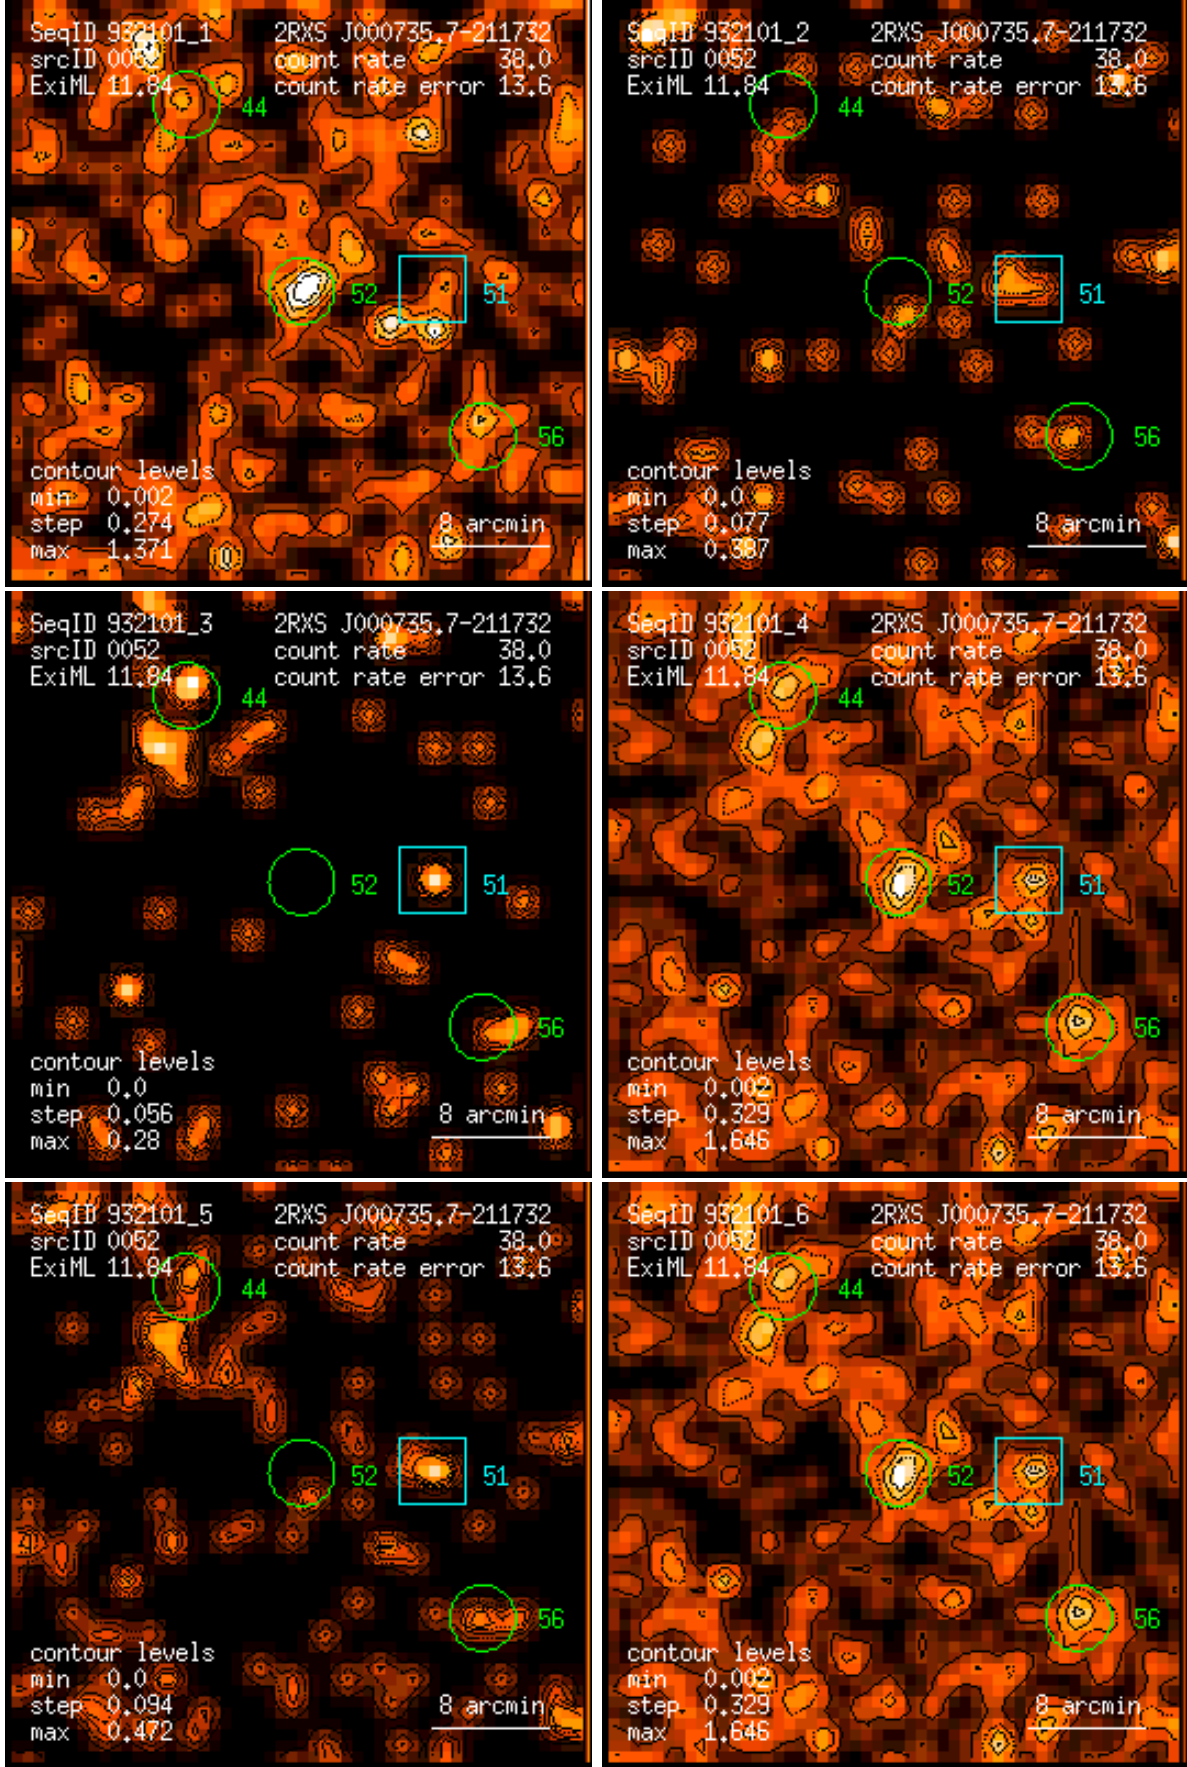 SeqID 932101_1 2RXS J000735.7-211732
srcID 0052 count rate 38.0
ExiML 11.84 count rate error 13.6
44
52 51
56
contour levels
min 0.002
step 0.274 8 arcmin
max 1.371
SeqID 932101_2 2RXS J000735.7-211732
srcID 0052 count rate 38.0
ExiML 11.84 count rate error 13.6
44
52 51
56
contour levels
min 0.0
step 0.077 8 arcmin
max 0.387
SeqID 932101_3 2RXS J000735.7-211732
srcID 0052 count rate 38.0
ExiML 11.84 count rate error 13.6
44
52 51
56
contour levels
min 0.0
step 0.056 8 arcmin
max 0.28
SeqID 932101_4 2RXS J000735.7-211732
srcID 0052 count rate 38.0
ExiML 11.84 count rate error 13.6
44
52 51
56
contour levels
min 0.002
step 0.329 8 arcmin
max 1.646
SeqID 932101_5 2RXS J000735.7-211732
srcID 0052 count rate 38.0
ExiML 11.84 count rate error 13.6
44
52 51
56
contour levels
min 0.0
step 0.094 8 arcmin
max 0.472
SeqID 932101_6 2RXS J000735.7-211732
srcID 0052 count rate 38.0
ExiML 11.84 count rate error 13.6
44
52 51
56
contour levels
min 0.002
step 0.329 8 arcmin
max 1.646